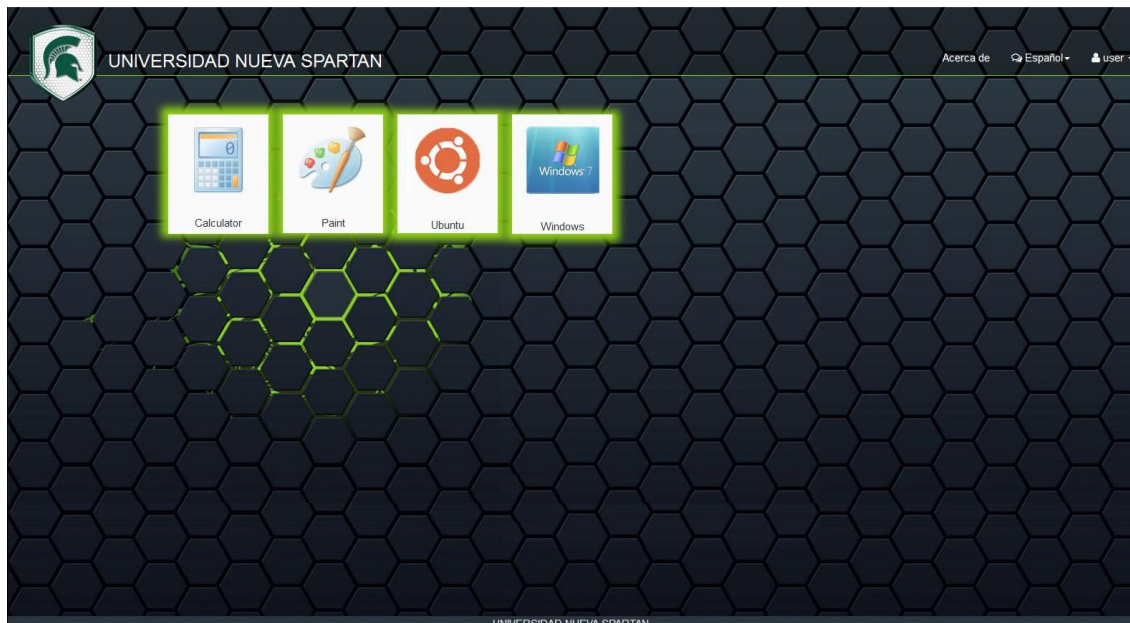 UNIVERSIDAD NUEVA SPARTAN
Acerca de Español user
0
Windows 7
Calculator Paint Ubuntu Windows
UNIVERSIDAD NUEVA SPARTAN